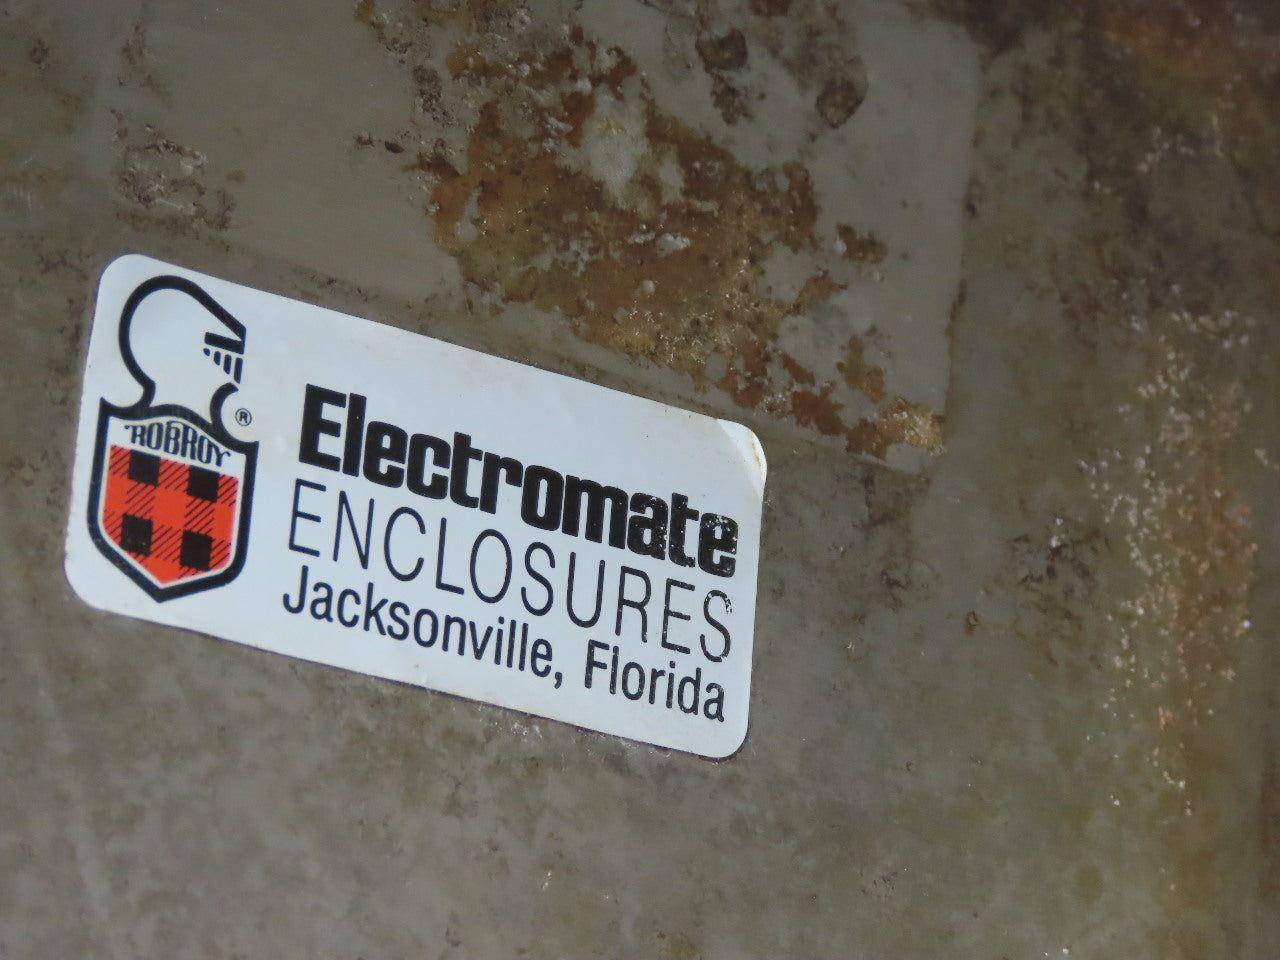 ROBROY
®
Electromate
ENCLOSURES
Jacksonville, Florida